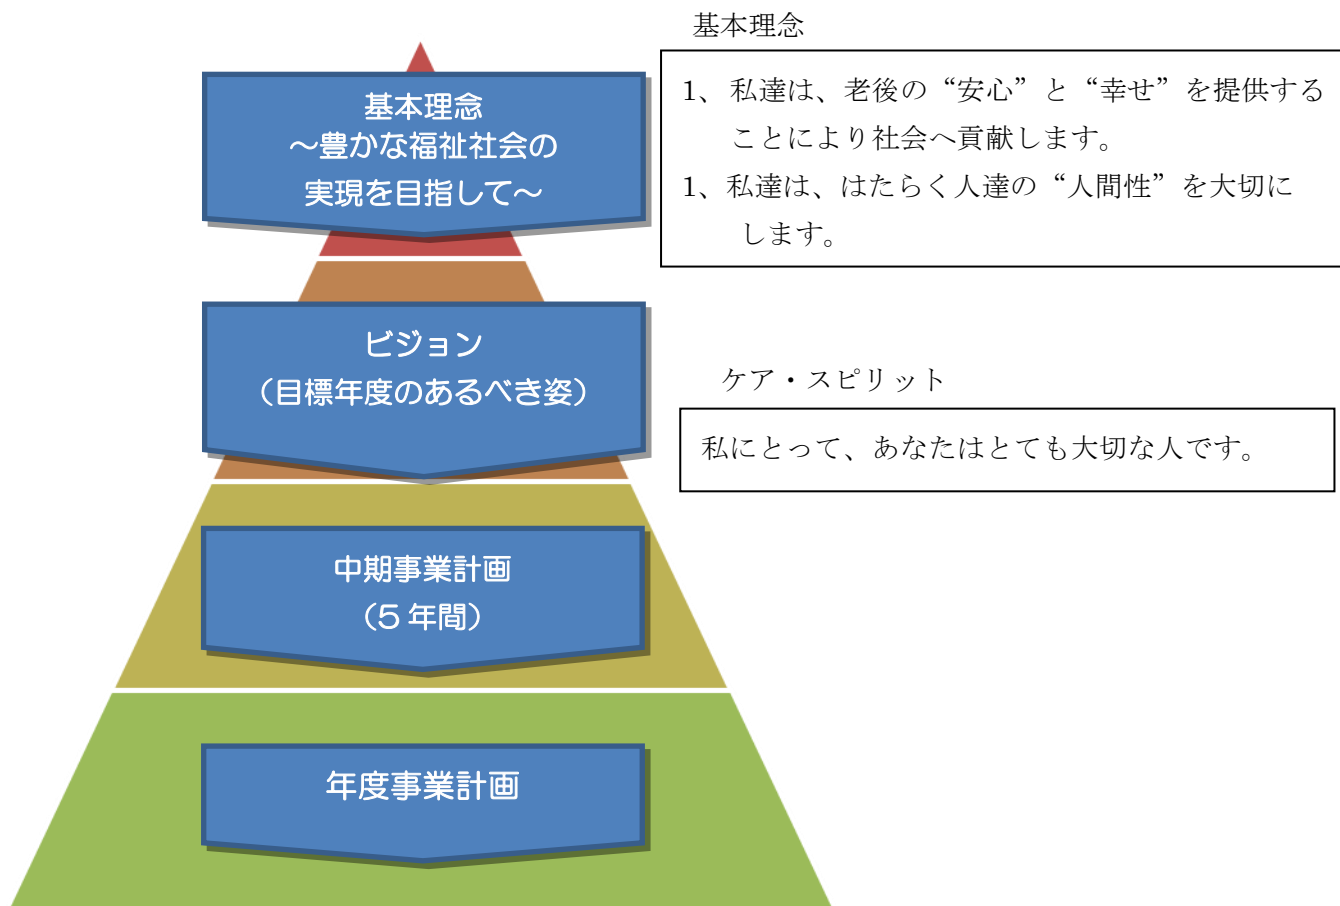 基本理念
～豊かな福祉社会の
実現を目指して～
基本理念
1、私達は、老後の“安心”と“幸せ”を提供する
ことにより社会へ貢献します。
1、私達は、はたらく人達の“人間性”を大切に
します。
ビジョン
（目標年度のあるべき姿）
ケア・スピリット
私にとって、あなたはとても大切な人です。
中期事業計画
（5 年間）
年度事業計画